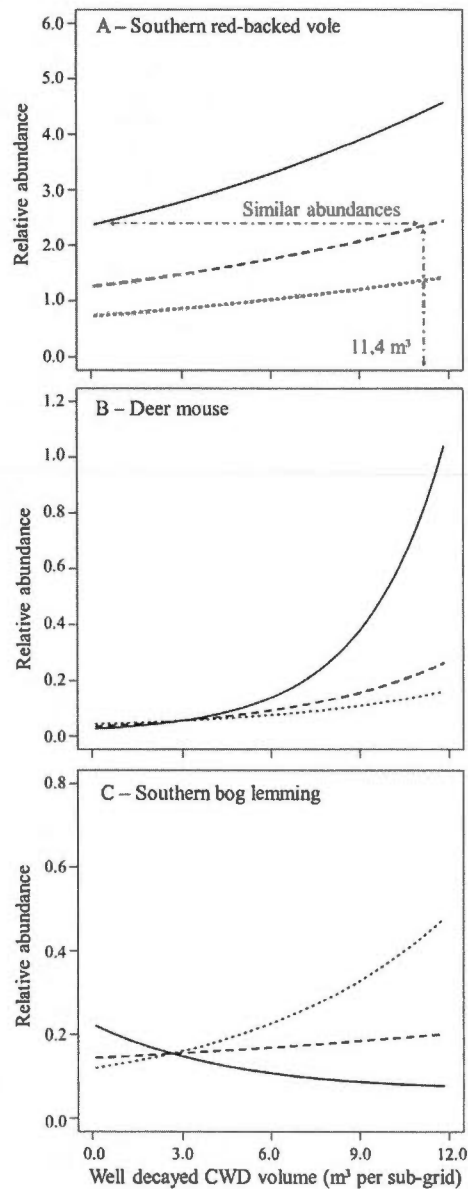 A – Southern red-backed vole
6.0
5.0
4.0
3.0
2.0
1.0
0.0
Relative abundance
Similar abundances
11,4 m³
B – Deer mouse
1.2
1.0
0.8
0.6
0.4
0.2
0.0
Relative abundance
C – Southern bog lemming
0.8
0.6
0.4
0.2
0.0
Relative abundance
0.0 3.0 6.0 9.0 12.0
Well decayed CWD volume (m³ per sub-grid)